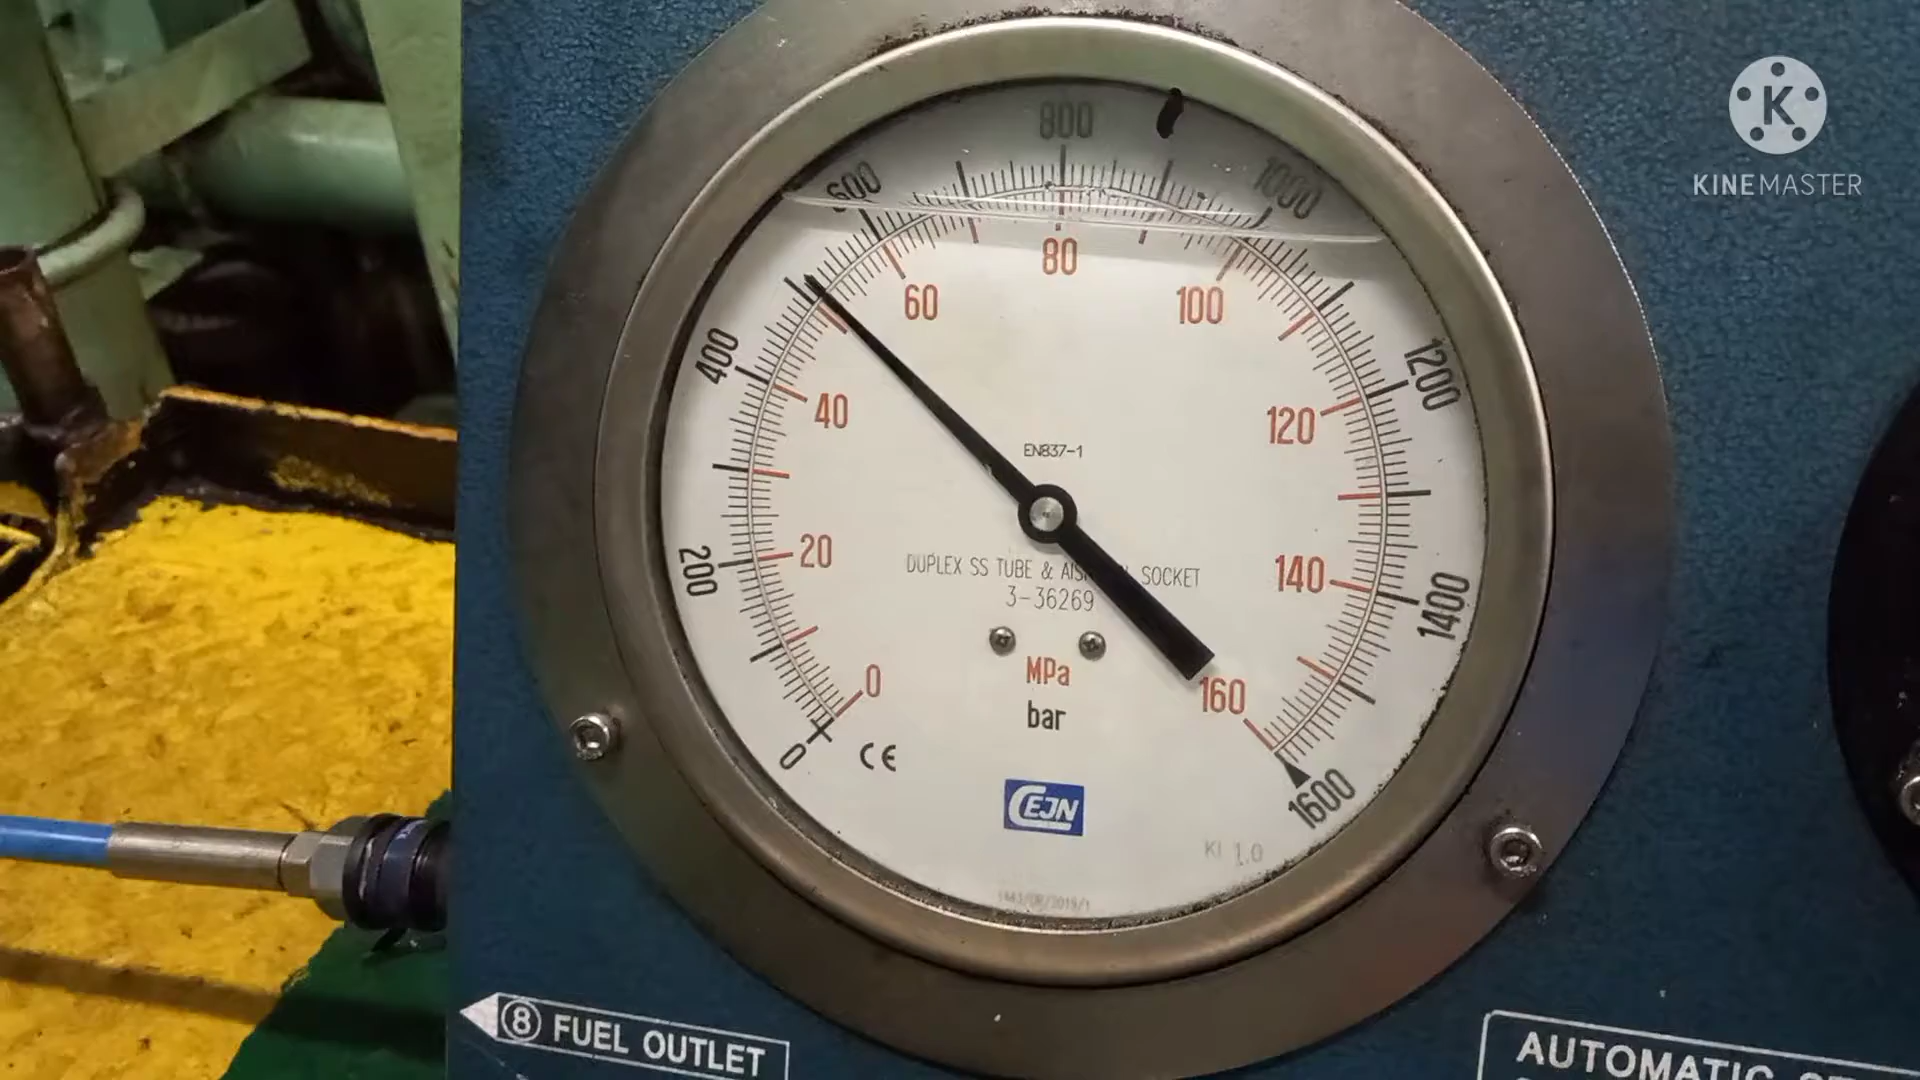 K
KINEMASTER
800
600
1000
80
60
100
400
1200
40
120
EN837-1
20
140
200
1400
DUPLEX SS TUBE & SOCKET
3-36269
0
160
MPa
bar
0
CE
1600
CEJN
KI 1.0
8 FUEL OUTLET
AUTOMATIC